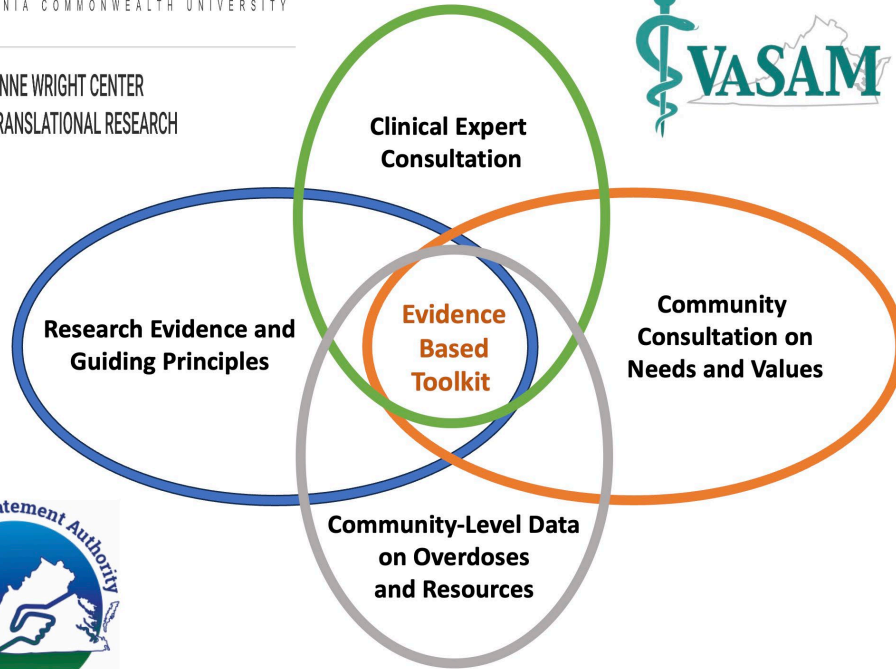 NIA COMMONWEALTH UNIVERSITY
NNE WRIGHT CENTER
RANSLATIONAL RESEARCH
VASAM
Clinical Expert
Consultation
Research Evidence and
Guiding Principles
Evidence
Based
Toolkit
Community
Consultation on
Needs and Values
Community-Level Data
on Overdoses
and Resources
tement Authority